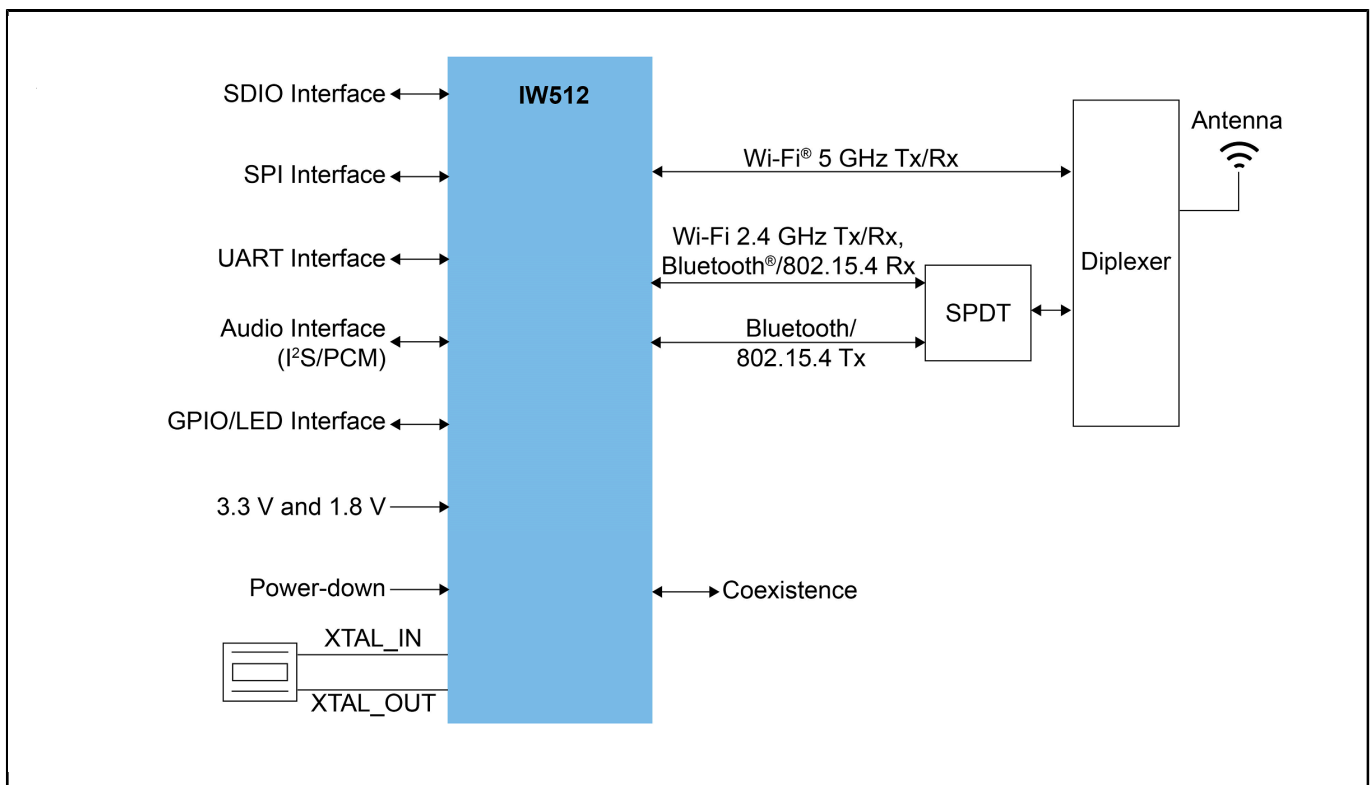 SDIO Interface
SPI Interface
UART Interface
Audio Interface
(I²S/PCM)
GPIO/LED Interface
3.3 V and 1.8 V
Power-down
XTAL_IN
XTAL_OUT
IW512
Wi-Fi® 5 GHz Tx/Rx
Wi-Fi 2.4 GHz Tx/Rx,
Bluetooth®/802.15.4 Rx
Bluetooth/
802.15.4 Tx
Coexistence
SPDT
Diplexer
Antenna